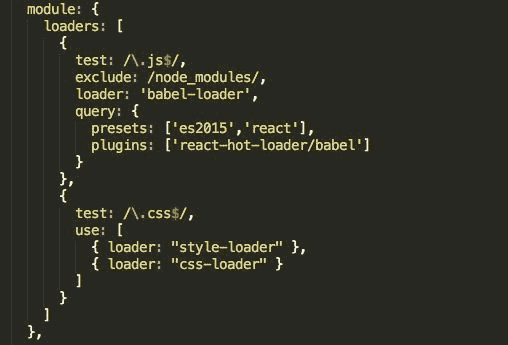 module: {
loaders: [
{
test: /\.js$/,
exclude: /node_modules/,
loader: 'babel-loader',
query: {
presets: ['es2015','react'],
plugins: ['react-hot-loader/babel']
}
},
{
test: /\.css$/,
use: [
{ loader: "style-loader" },
{ loader: "css-loader" }
]
}
]
},